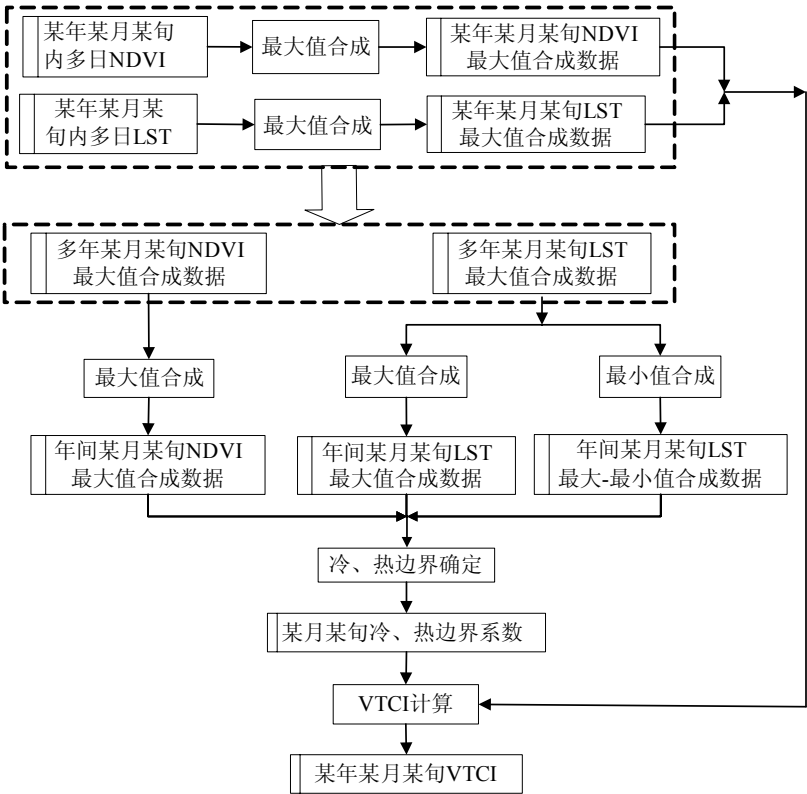 某年某月某旬
内多日NDVI
最大值合成
某年某月某旬NDVI
最大值合成数据
某年某月某
旬内多日LST
最大值合成
某年某月某旬LST
最大值合成数据
多年某月某旬NDVI
最大值合成数据
多年某月某旬LST
最大值合成数据
最大值合成
最大值合成
最小值合成
年间某月某旬NDVI
最大值合成数据
年间某月某旬LST
最大值合成数据
年间某月某旬LST
最大-最小值合成数据
冷、热边界确定
某月某旬冷、热边界系数
VTCI计算
某年某月某旬VTCI